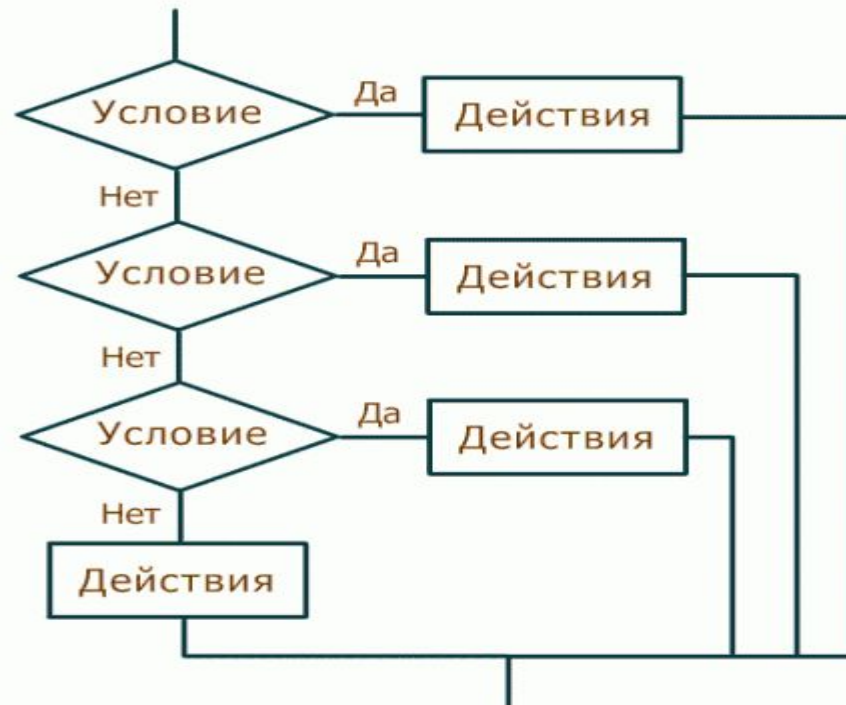 Условие
Да
Действия
Нет
Условие
Да
Действия
Нет
Условие
Да
Действия
Нет
Действия